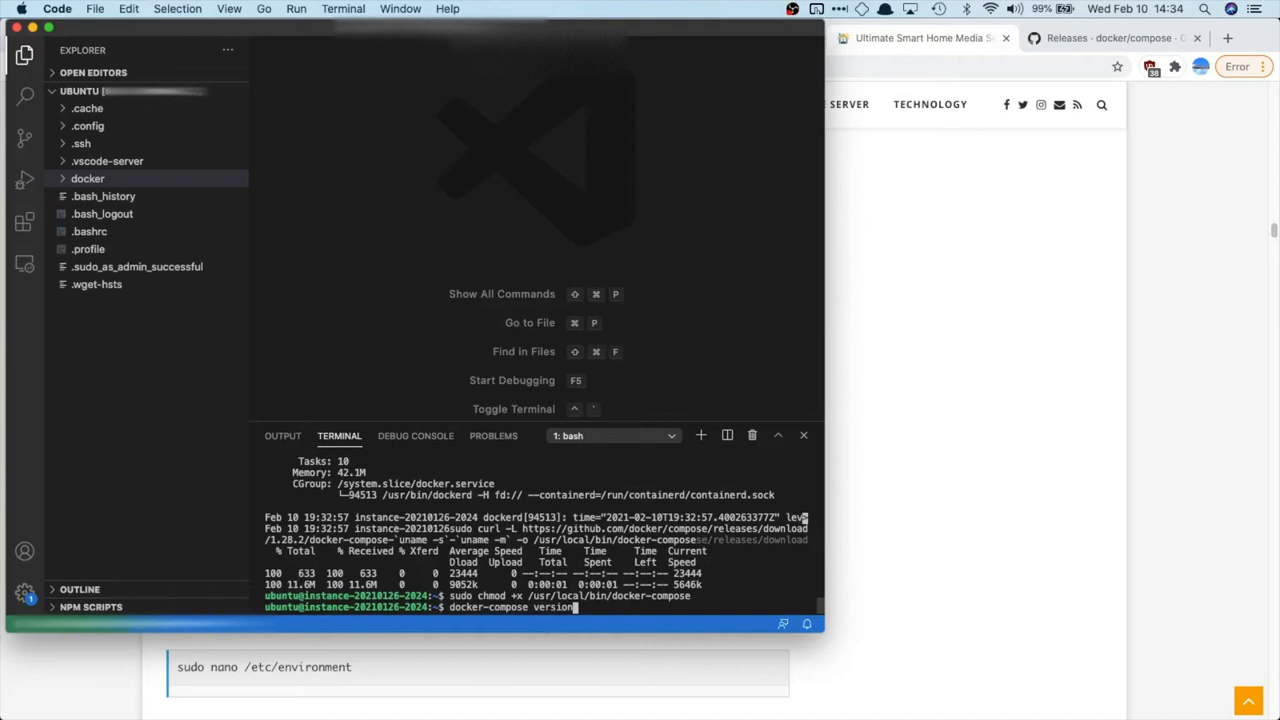 Code File Edit Selection View Go Run Terminal Window Help 99% Wed Feb 10 14:34
EXPLORER
OPEN EDITORS
UBUNTU [
.cache
.config
.ssh
.vscode-server
docker
.bash_history
.bash_logout
.bashrc
.profile
.sudo_as_admin_successful
.wget-hsts
OUTLINE
NPM SCRIPTS
1
Show All Commands ⇧ ⌘ P
Go to File ⌘ P
Find in Files ⇧ ⌘ F
Start Debugging F5
Toggle Terminal ^ `
OUTPUT TERMINAL DEBUG CONSOLE PROBLEMS 1: bash
Tasks: 10
Memory: 42.1M
CGroup: /system.slice/docker.service
└─94513 /usr/bin/dockerd -H fd:// --containerd=/run/containerd/containerd.sock
Feb 10 19:32:57 instance-20210126-2024 dockerd[94513]: time="2021-02-10T19:32:57.400263377Z" lev>
Feb 10 19:32:57 instance-20210126sudo curl -L https://github.com/docker/compose/releases/download
/1.28.2/docker-compose-`uname -s`-`uname -m` -o /usr/local/bin/docker-composese/releases/download
% Total % Received % Xferd Average Speed Time Time Time Current
Dload Upload Total Spent Left Speed
100 633 100 633 0 0 23444 0 --:--:-- --:--:-- --:--:-- 23444
100 11.6M 100 11.6M 0 0 9052k 0 0:00:01 0:00:01 --:--:-- 5646k
ubuntu@instance-20210126-2024:~$ sudo chmod +x /usr/local/bin/docker-compose
ubuntu@instance-20210126-2024:~$ docker-compose version
Ultimate Smart Home Media Se
Releases · docker/compose · G
38
Error
SERVER TECHNOLOGY
sudo nano /etc/environment